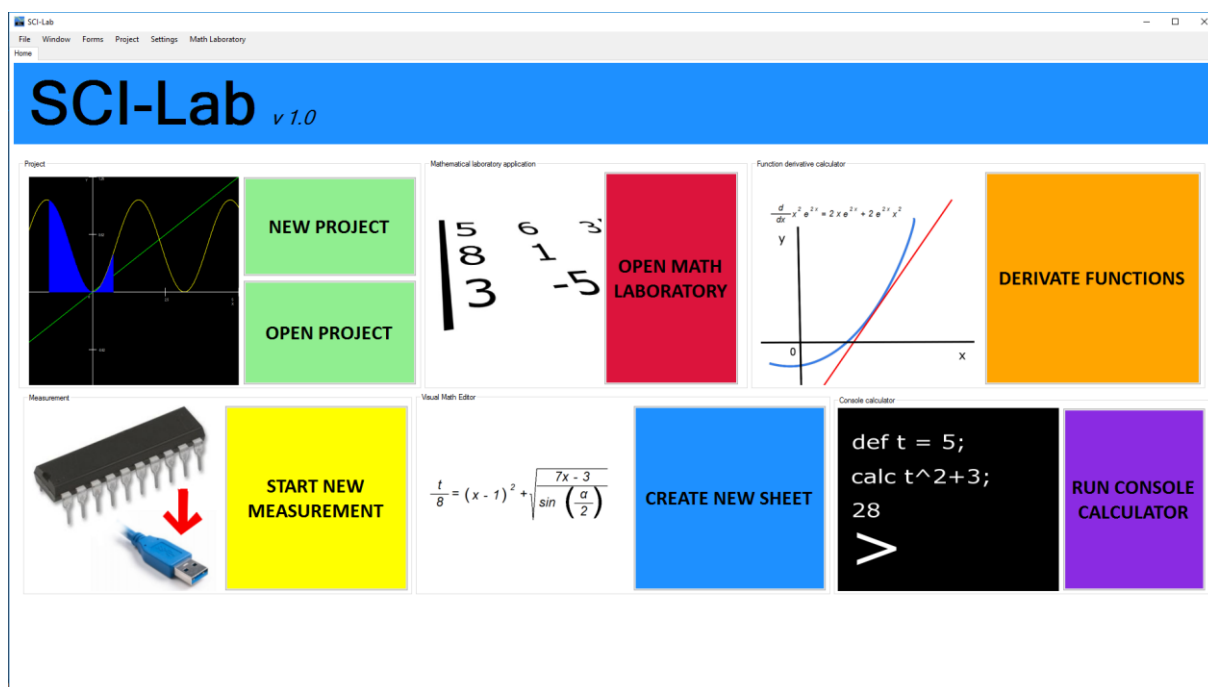 SCI-Lab
File Window Forms Project Settings Math Laboratory
Home
SCI-Lab v 1.0
Project
NEW PROJECT
OPEN PROJECT
Mathematical laboratory application
5 6 3
8 1
3 -5
OPEN MATH
LABORATORY
Function derivative calculator
d/dx x^2 e^2x = 2 x e^2x + 2 e^2x x^2
y
0
x
DERIVATE FUNCTIONS
Measurement
START NEW
MEASUREMENT
Visual Math Editor
t/8 = (x - 1)^2 + √((7x - 3)/(sin (α/2)))
CREATE NEW SHEET
Console calculator
def t = 5;
calc t^2+3;
28
>
RUN CONSOLE
CALCULATOR